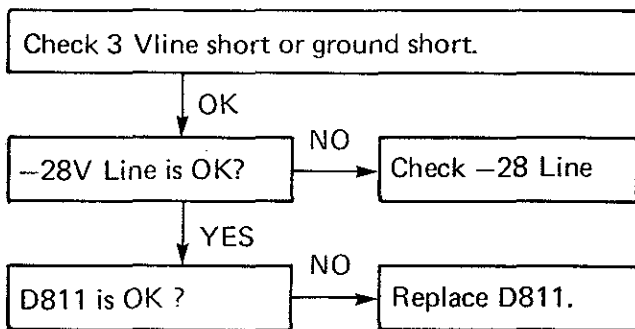 Check 3 Vline short or ground short.
OK
−28V Line is OK?
NO
Check −28 Line
YES
D811 is OK ?
NO
Replace D811.